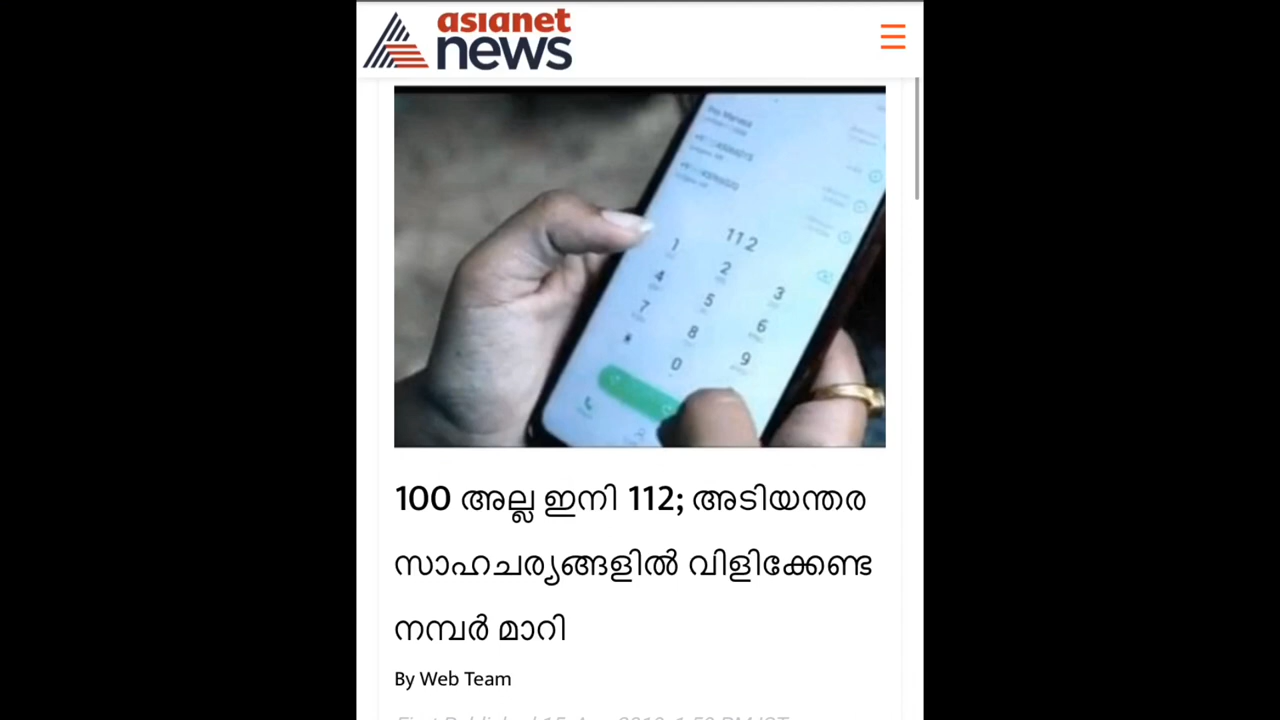 asianet
news
112
1
2
3
4
5
6
7
8
9
*
0
100 അല്ല ഇനി 112; അടിയന്തര
സാഹചര്യങ്ങളിൽ വിളിക്കേണ്ട
നമ്പർ മാറി
By Web Team